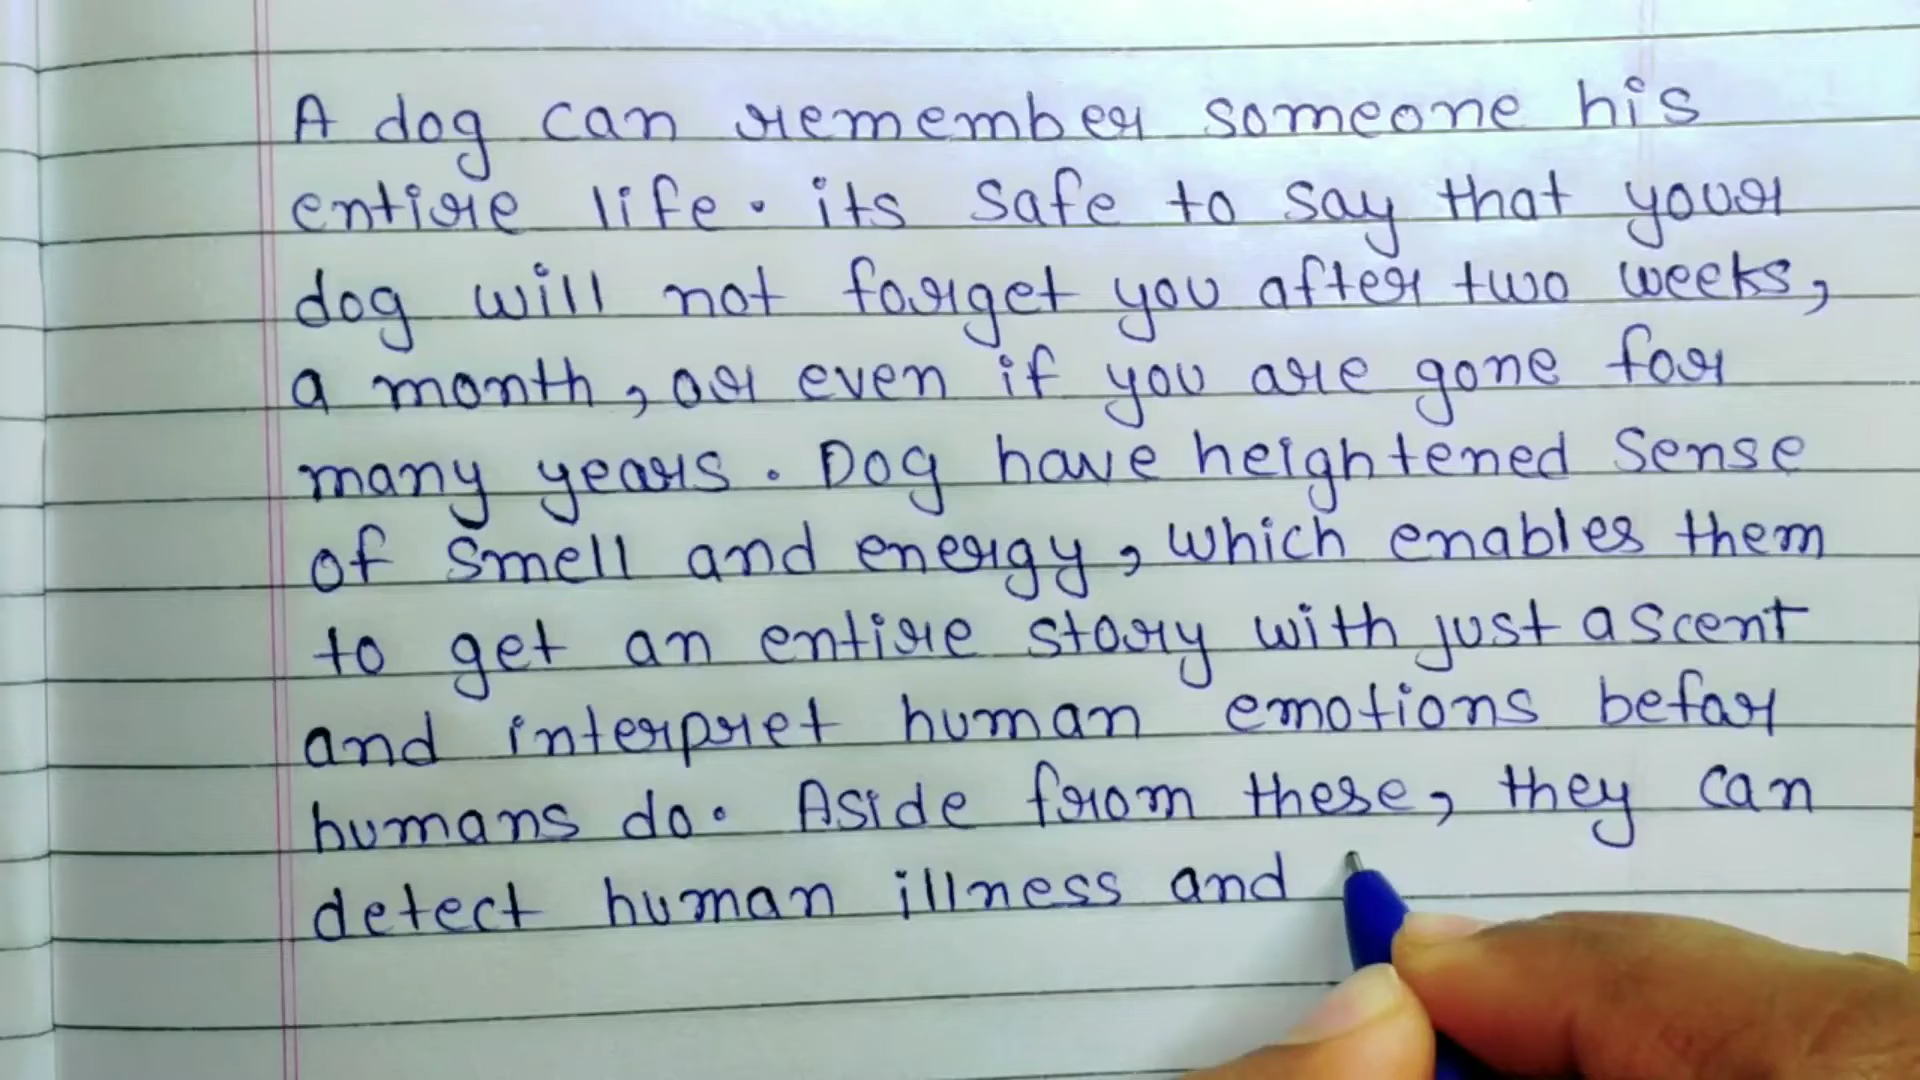 A dog can remember someone his
entire life. its safe to say that your
dog will not forget you after two weeks,
a month, or even if you are gone for
many years. Dog have heightened Sense
of smell and energy, which enables them
to get an entire story with just a scent
and interpret human emotions befor
humans do. Aside from these, they can
detect human illness and